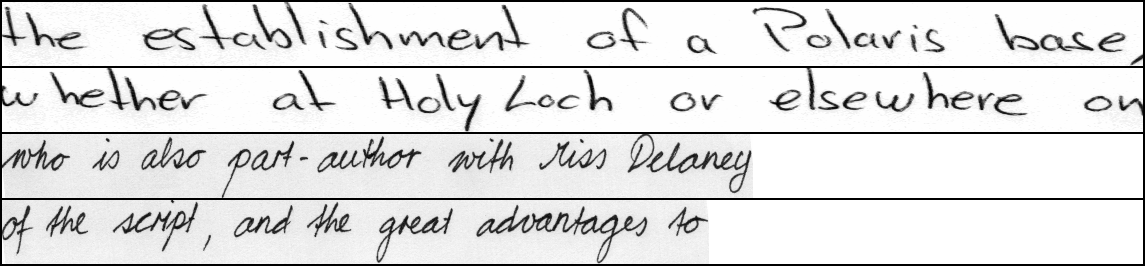 the establishment of a Polaris base,
whether at Holy Loch or elsewhere on
who is also part-author with Miss Delaney
of the script, and the great advantages to